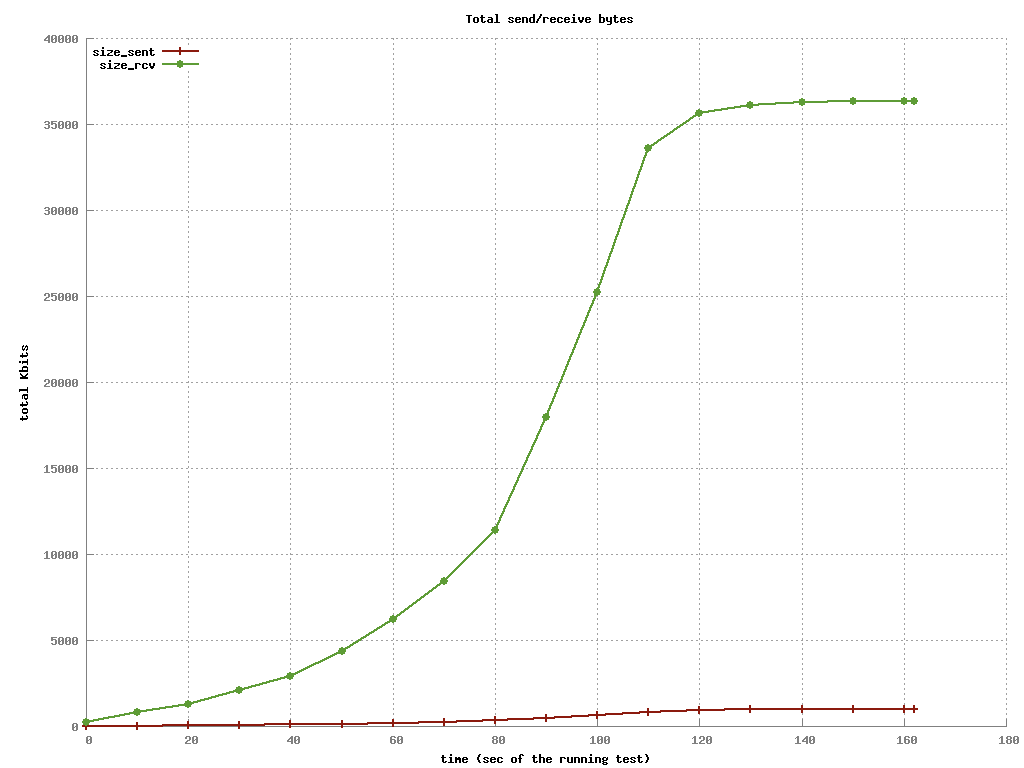 Total send/receive bytes
40000
size_sent
size_rcv
35000
30000
25000
total Kbits
20000
15000
10000
5000
0
0 20 40 60 80 100 120 140 160 180
time (sec of the running test)